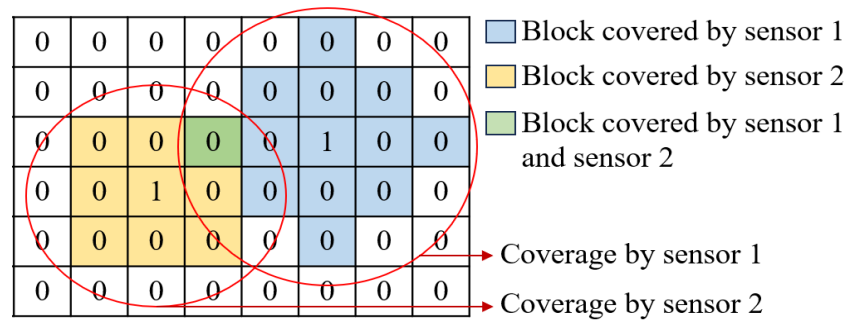 0 0 0 0 0 0 0 0
0 0 0 0 0 0 0 0
0 0 0 0 0 1 0 0
0 0 1 0 0 0 0 0
0 0 0 0 0 0 0 0
0 0 0 0 0 0 0 0
Block covered by sensor 1
Block covered by sensor 2
Block covered by sensor 1
and sensor 2
Coverage by sensor 1
Coverage by sensor 2